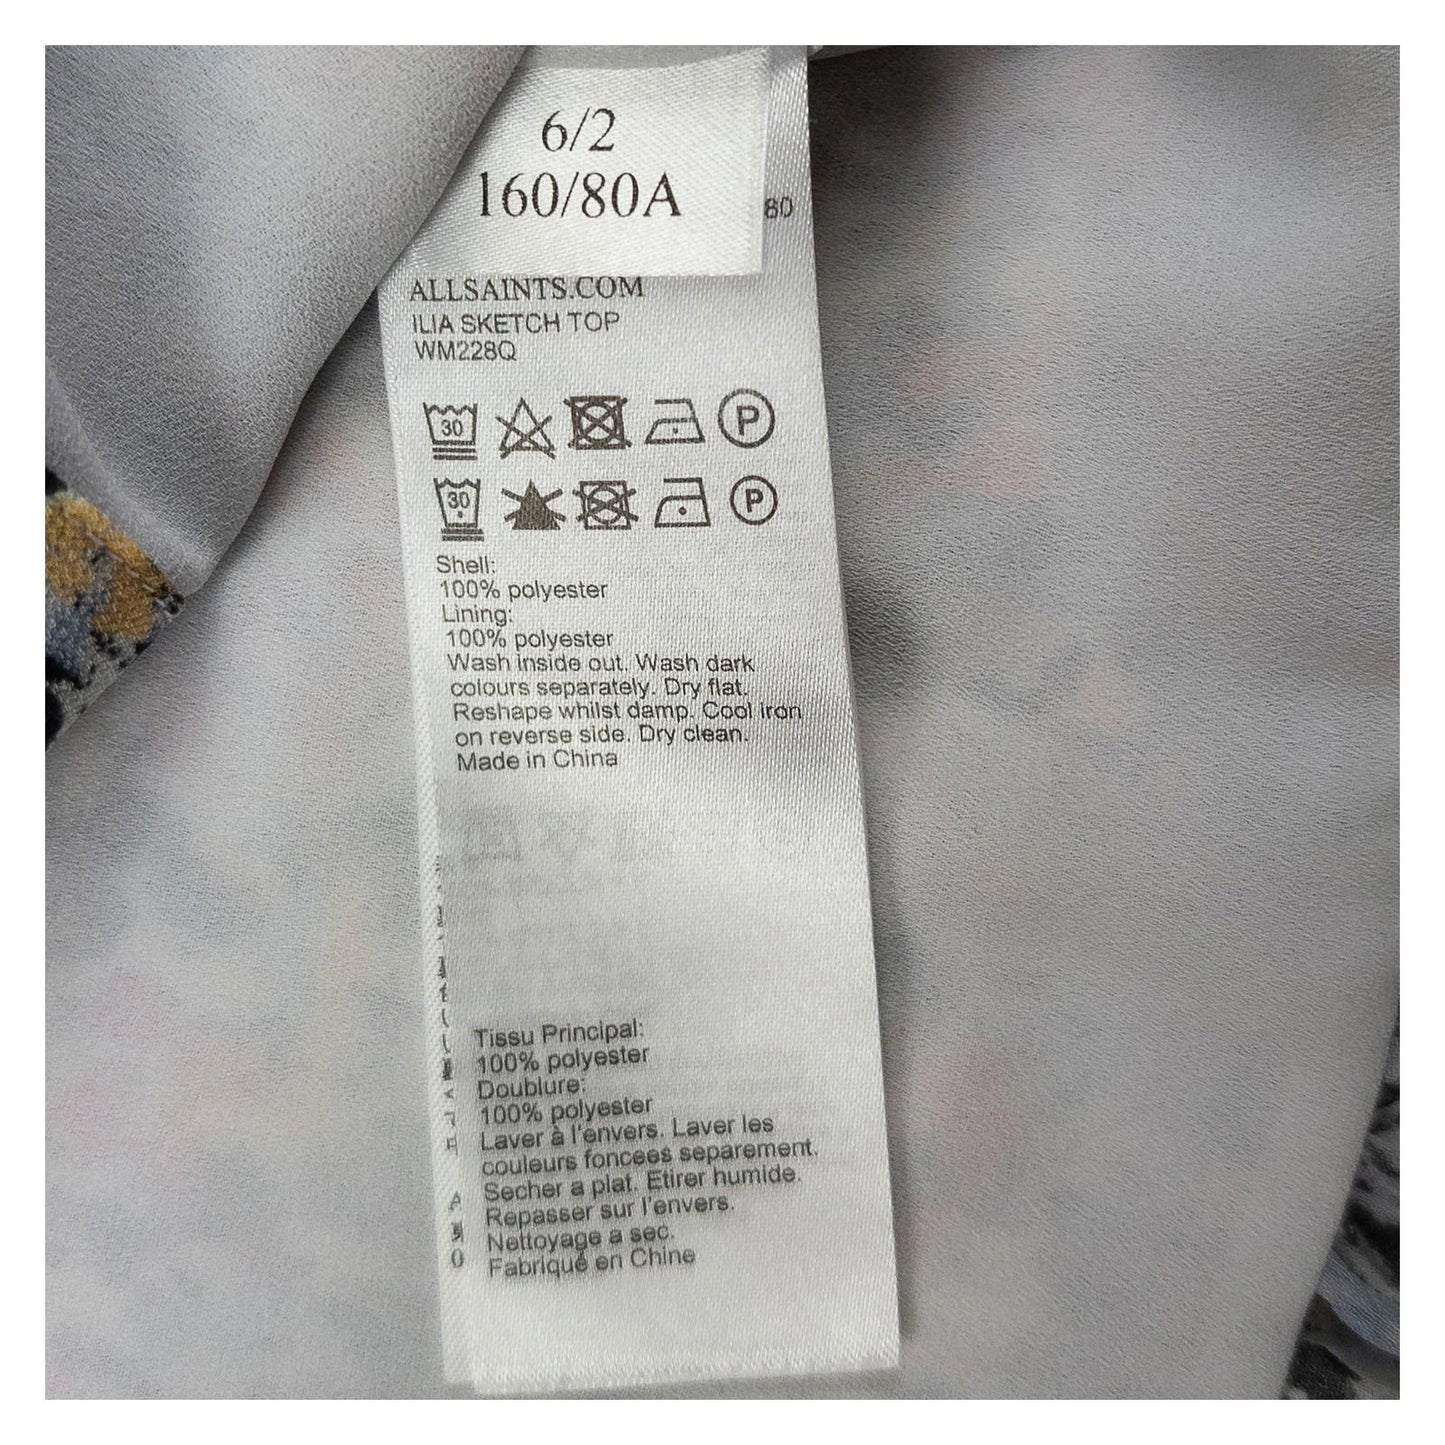 6/2
160/80A
80
ALLSAINTS.COM
ILIA SKETCH TOP
WM228Q
30 P
30 P
Shell:
100% polyester
Lining:
100% polyester
Wash inside out. Wash dark
colours separately. Dry flat.
Reshape whilst damp. Cool iron
on reverse side. Dry clean.
Made in China
Tissu Principal:
100% polyester
Doublure:
100% polyester
Laver à l'envers. Laver les
couleurs foncees separement.
Secher a plat. Etirer humide.
Repasser sur l'envers.
Nettoyage a sec.
Fabriqué en Chine